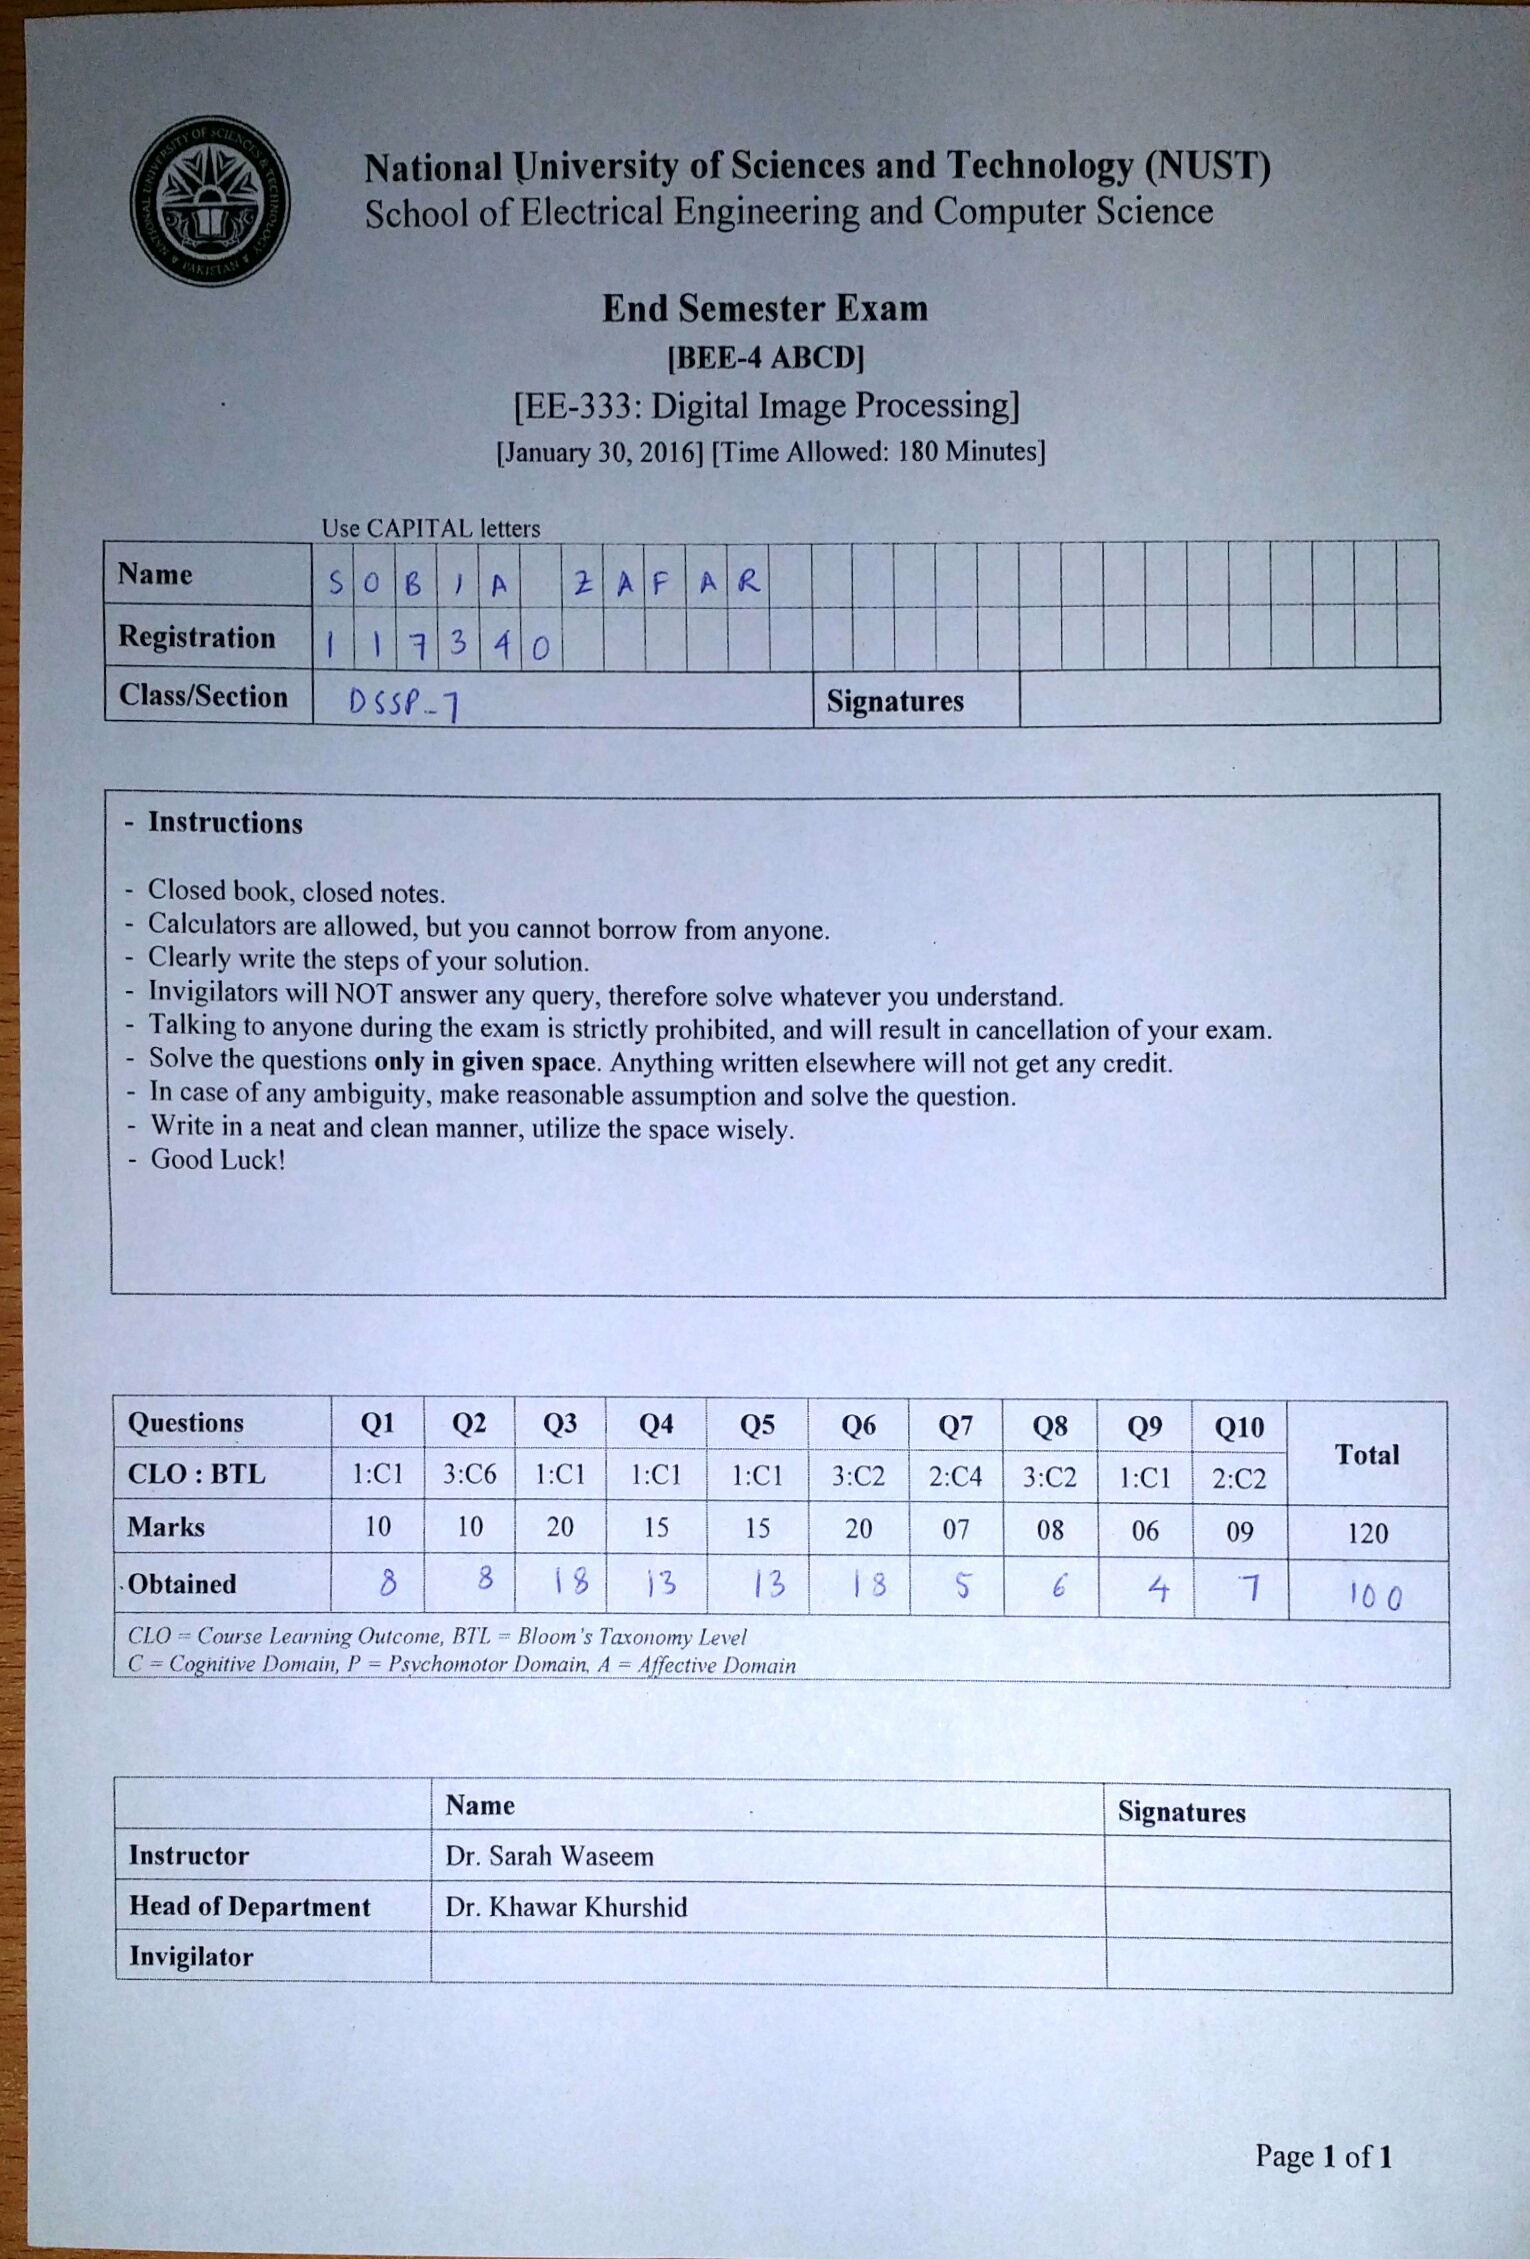 NATIONAL UNIVERSITY OF SCIENCES & TECHNOLOGY
PAKISTAN
National University of Sciences and Technology (NUST)
School of Electrical Engineering and Computer Science
End Semester Exam
[BEE-4 ABCD]
[EE-333: Digital Image Processing]
[January 30, 2016] [Time Allowed: 180 Minutes]
Use CAPITAL letters
Name S O B I A Z A F A R
Registration 1 1 7 3 4 0
Class/Section DSSP-7 Signatures
- Instructions
- Closed book, closed notes.
- Calculators are allowed, but you cannot borrow from anyone.
- Clearly write the steps of your solution.
- Invigilators will NOT answer any query, therefore solve whatever you understand.
- Talking to anyone during the exam is strictly prohibited, and will result in cancellation of your exam.
- Solve the questions only in given space. Anything written elsewhere will not get any credit.
- In case of any ambiguity, make reasonable assumption and solve the question.
- Write in a neat and clean manner, utilize the space wisely.
- Good Luck!
Questions Q1 Q2 Q3 Q4 Q5 Q6 Q7 Q8 Q9 Q10 Total
CLO : BTL 1:C1 3:C6 1:C1 1:C1 1:C1 3:C2 2:C4 3:C2 1:C1 2:C2
Marks 10 10 20 15 15 20 07 08 06 09 120
Obtained 8 8 18 13 13 18 5 6 4 7 100
CLO = Course Learning Outcome, BTL = Bloom's Taxonomy Level
C = Cognitive Domain, P = Psychomotor Domain, A = Affective Domain
Name Signatures
Instructor Dr. Sarah Waseem
Head of Department Dr. Khawar Khurshid
Invigilator
Page 1 of 1